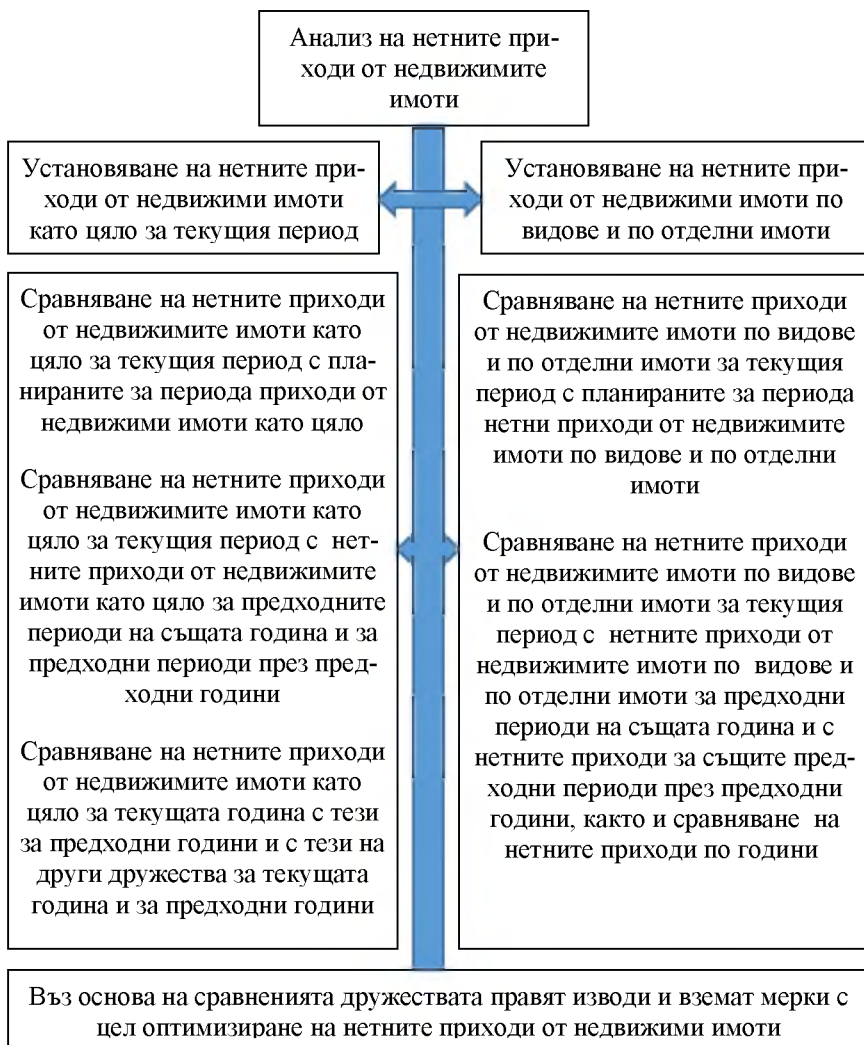 Анализ на нетните при-
ходи от недвижимите
имоти
Установяване на нетните при-
ходи от недвижими имоти
като цяло за текущия период
Установяване на нетните при-
ходи от недвижими имоти по
видове и по отделни имоти
Сравняване на нетните приходи
от недвижимите имоти като
цяло за текущия период с пла-
нираните за периода приходи от
недвижими имоти като цяло
Сравняване на нетните приходи
от недвижимите имоти като
цяло за текущия период с нет-
ните приходи от недвижимите
имоти като цяло за предходните
периоди на същата година и за
предходни периоди през пред-
ходни години
Сравняване на нетните приходи
от недвижимите имоти като
цяло за текущата година с тези
за предходни години и с тези на
други дружества за текущата
година и за предходни години
Сравняване на нетните приходи
от недвижимите имоти по видове
и по отделни имоти за текущия
период с планираните за периода
нетни приходи от недвижимите
имоти по видове и по отделни
имоти
Сравняване на нетните приходи
от недвижимите имоти по видове
и по отделни имоти за текущия
период с нетните приходи от
недвижимите имоти по видове и
по отделни имоти за предходни
периоди на същата година и с
нетните приходи за същите пред-
ходни периоди през предходни
години, както и сравняване на
нетните приходи по години
Въз основа на сравненията дружествата правят изводи и вземат мерки с
цел оптимизиране на нетните приходи от недвижими имоти